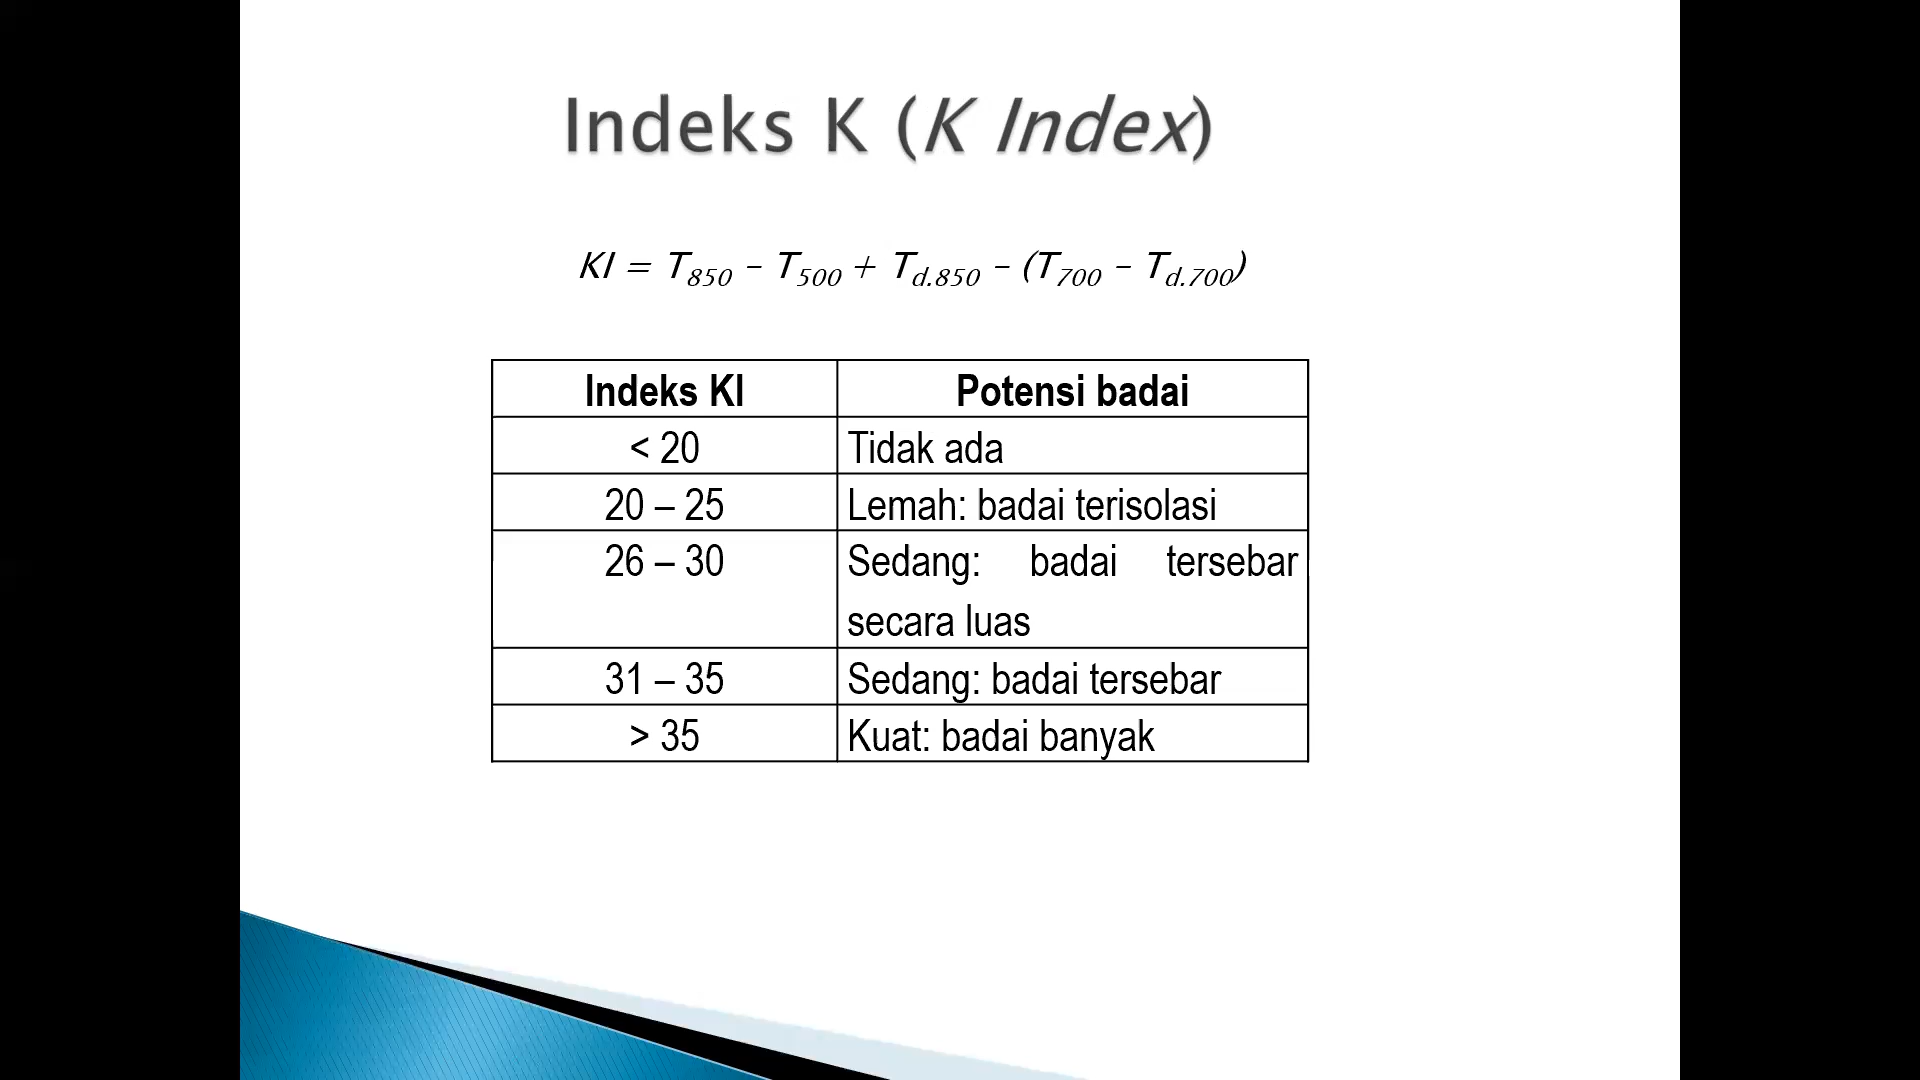 Indeks K (K Index)
KI = T850 – T500 + Td.850 – (T700 – Td.700)
Indeks KI Potensi badai
< 20 Tidak ada
20 – 25 Lemah: badai terisolasi
26 – 30 Sedang: badai tersebar
secara luas
31 – 35 Sedang: badai tersebar
> 35 Kuat: badai banyak